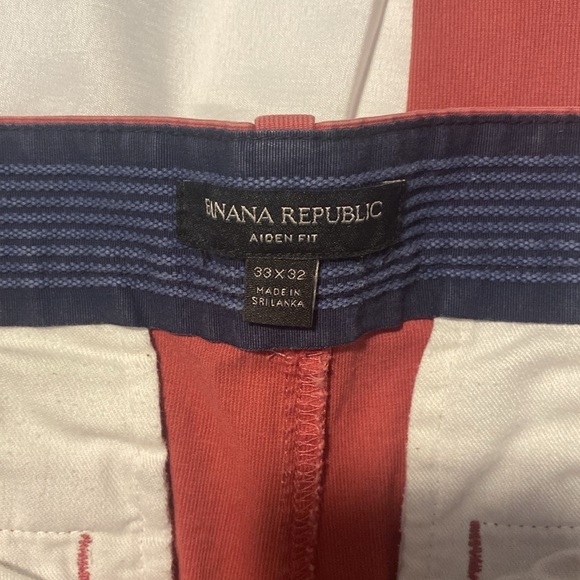 BANANA REPUBLIC
AIDEN FIT
33 X 32
MADE IN
SRI LANKA